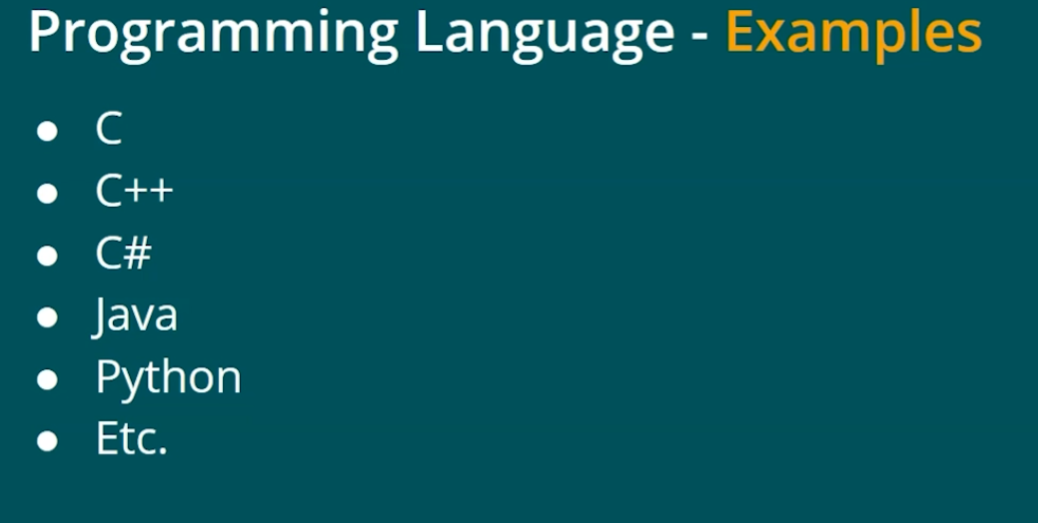 Programming Language - Examples
● C
● C++
● C#
● Java
● Python
● Etc.